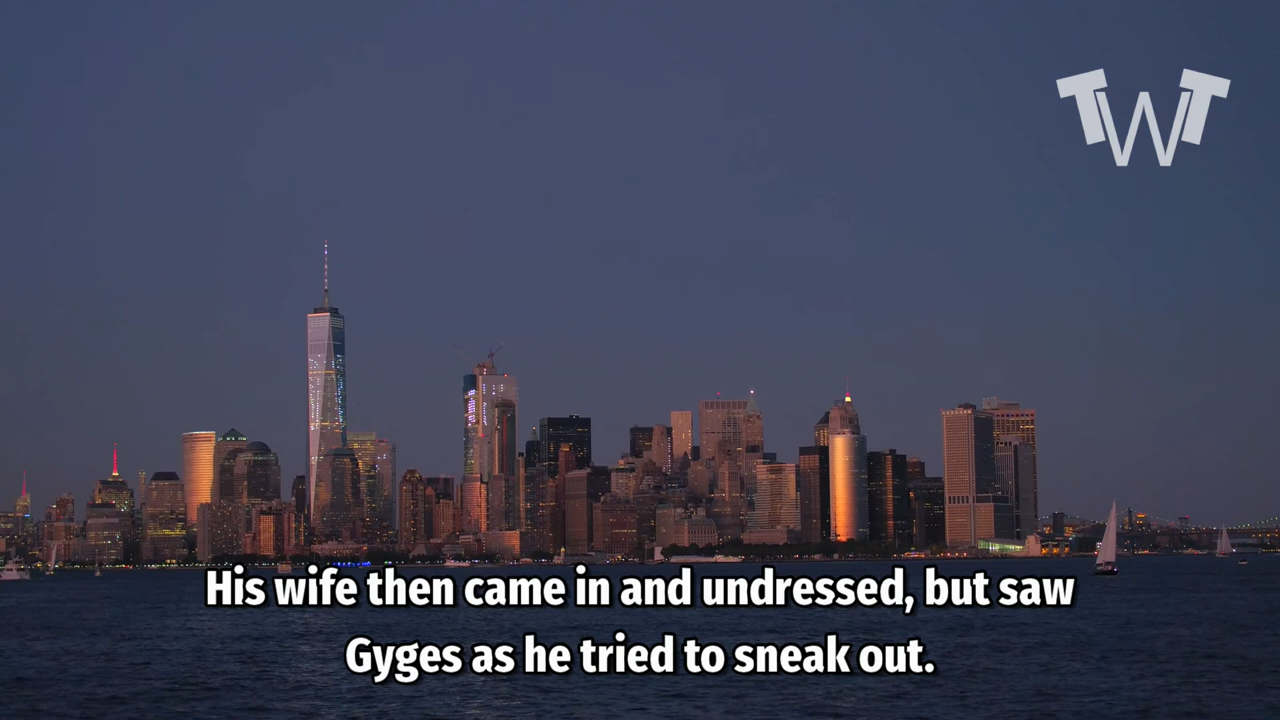 TWT
His wife then came in and undressed, but saw
Gyges as he tried to sneak out.